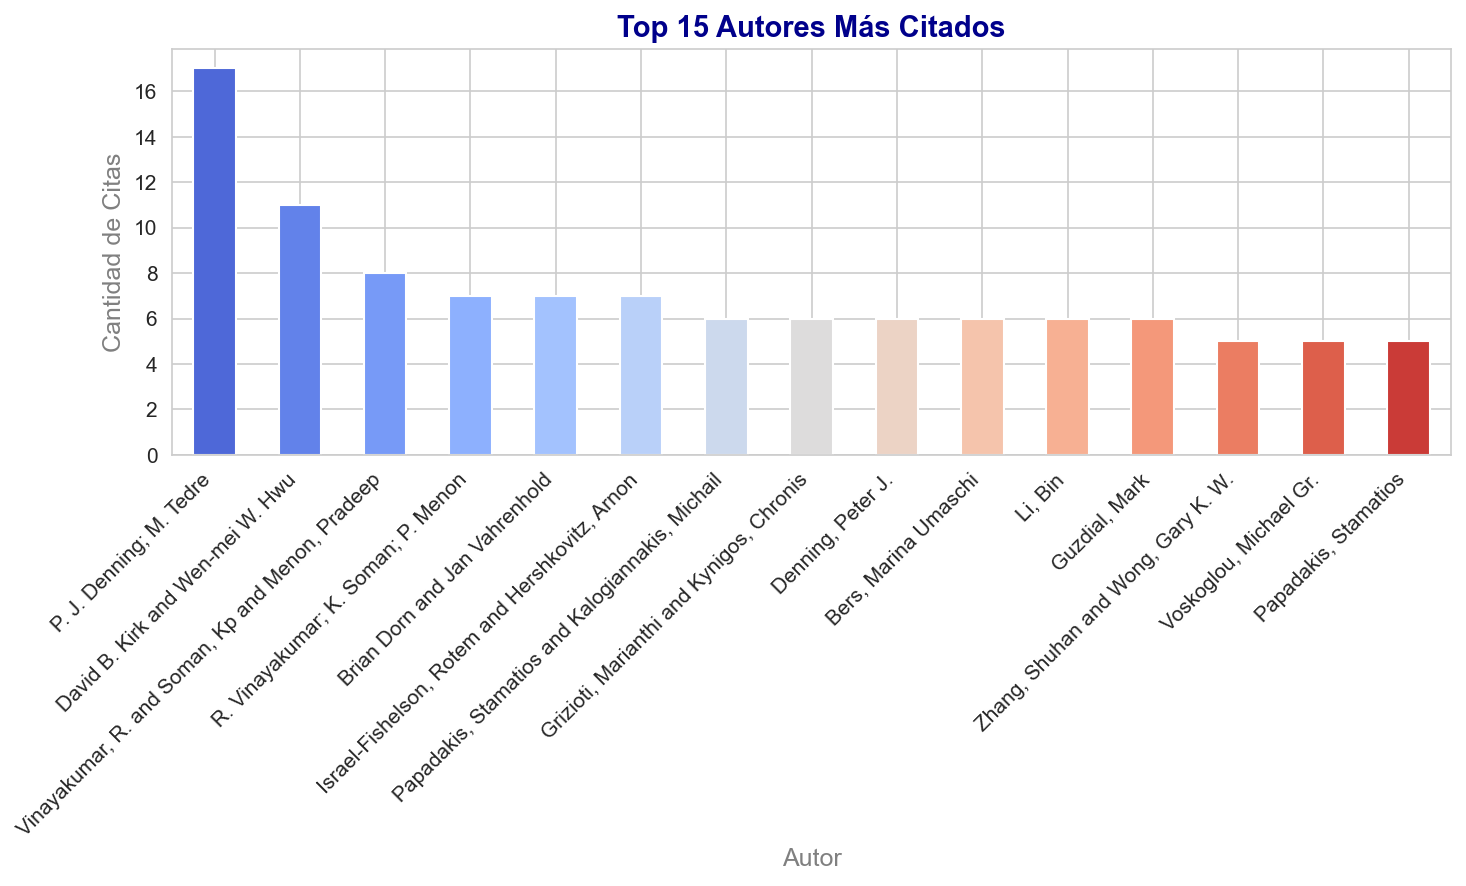 Top 15 Autores Más Citados
Cantidad de Citas
16
14
12
10
8
6
4
2
0
P. J. Denning; M. Tedre
David B. Kirk and Wen-mei W. Hwu
Vinayakumar, R. and Soman, Kp and Menon, Pradeep
R. Vinayakumar; K. Soman; P. Menon
Brian Dorn and Jan Vahrenhold
Israel-Fishelson, Rotem and Hershkovitz, Arnon
Papadakis, Stamatios and Kalogiannakis, Michail
Grizioti, Marianthi and Kynigos, Chronis
Denning, Peter J.
Bers, Marina Umaschi
Li, Bin
Guzdial, Mark
Zhang, Shuhan and Wong, Gary K. W.
Voskoglou, Michael Gr.
Papadakis, Stamatios
Autor